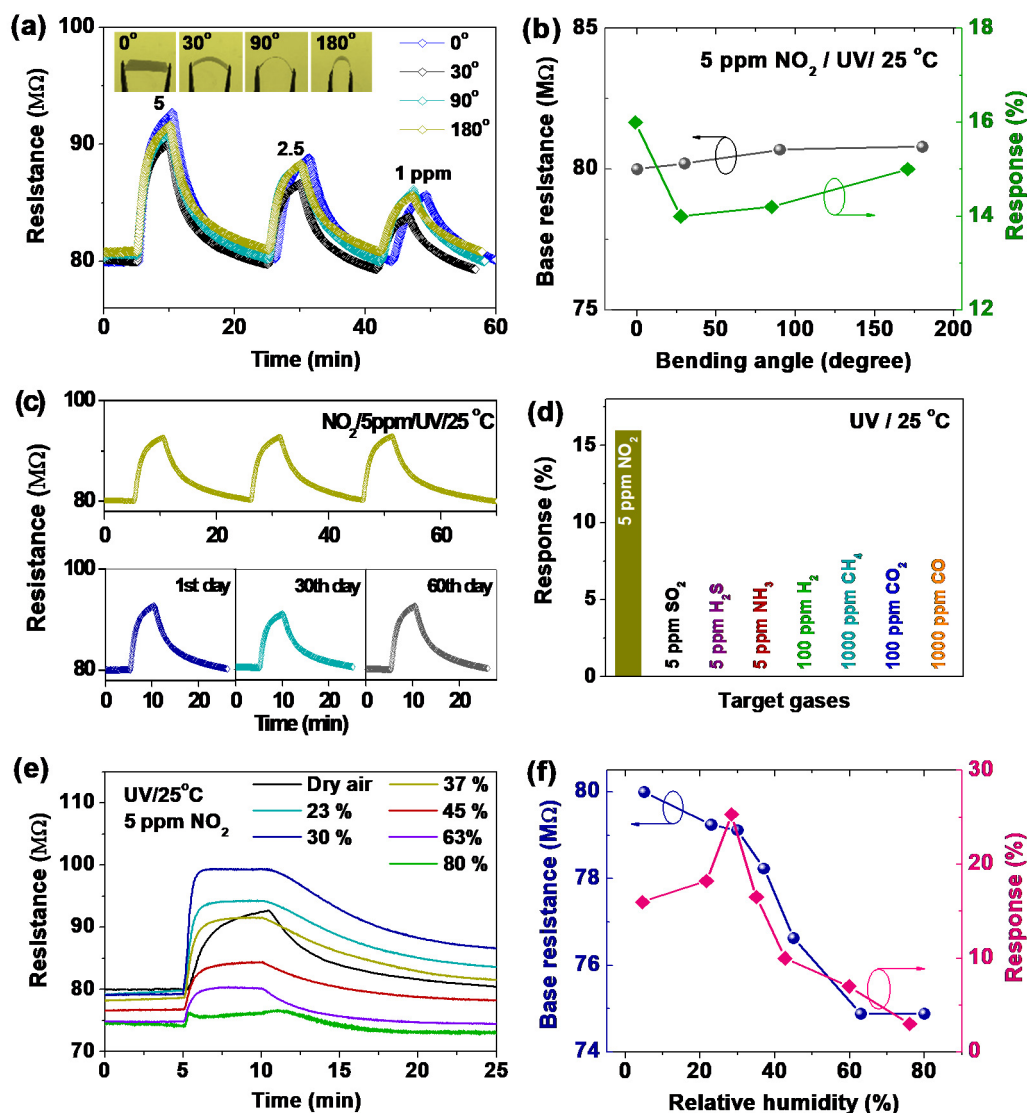 (a)
0°
30°
90°
180°
0°
30°
90°
180°
5
2.5
1 ppm
100
90
80
Resistance (MΩ)
0
20
40
60
Time (min)
(b)
5 ppm NO₂ / UV/ 25 °C
85
80
75
Base resistance (MΩ)
18
16
14
12
Response (%)
0
50
100
150
200
Bending angle (degree)
(c)
NO₂/5ppm/UV/25 °C
100
80
0
20
40
60
100
80
Resistance (MΩ)
1st day
30th day
60th day
0
10
20
0
10
20
0
10
20
Time (min)
(d)
UV / 25 °C
15
10
5
0
Response (%)
5 ppm NO₂
5 ppm SO₂
5 ppm H₂S
5 ppm NH₃
100 ppm H₂
1000 ppm CH₄
100 ppm CO₂
1000 ppm CO
Target gases
(e)
UV/25°C
5 ppm NO₂
Dry air
23 %
30 %
37 %
45 %
63%
80 %
110
100
90
80
70
Resistance (MΩ)
0
5
10
15
20
25
Time (min)
(f)
80
78
76
74
Base resistance (MΩ)
30
20
10
0
Response (%)
0
20
40
60
80
Relative humidity (%)